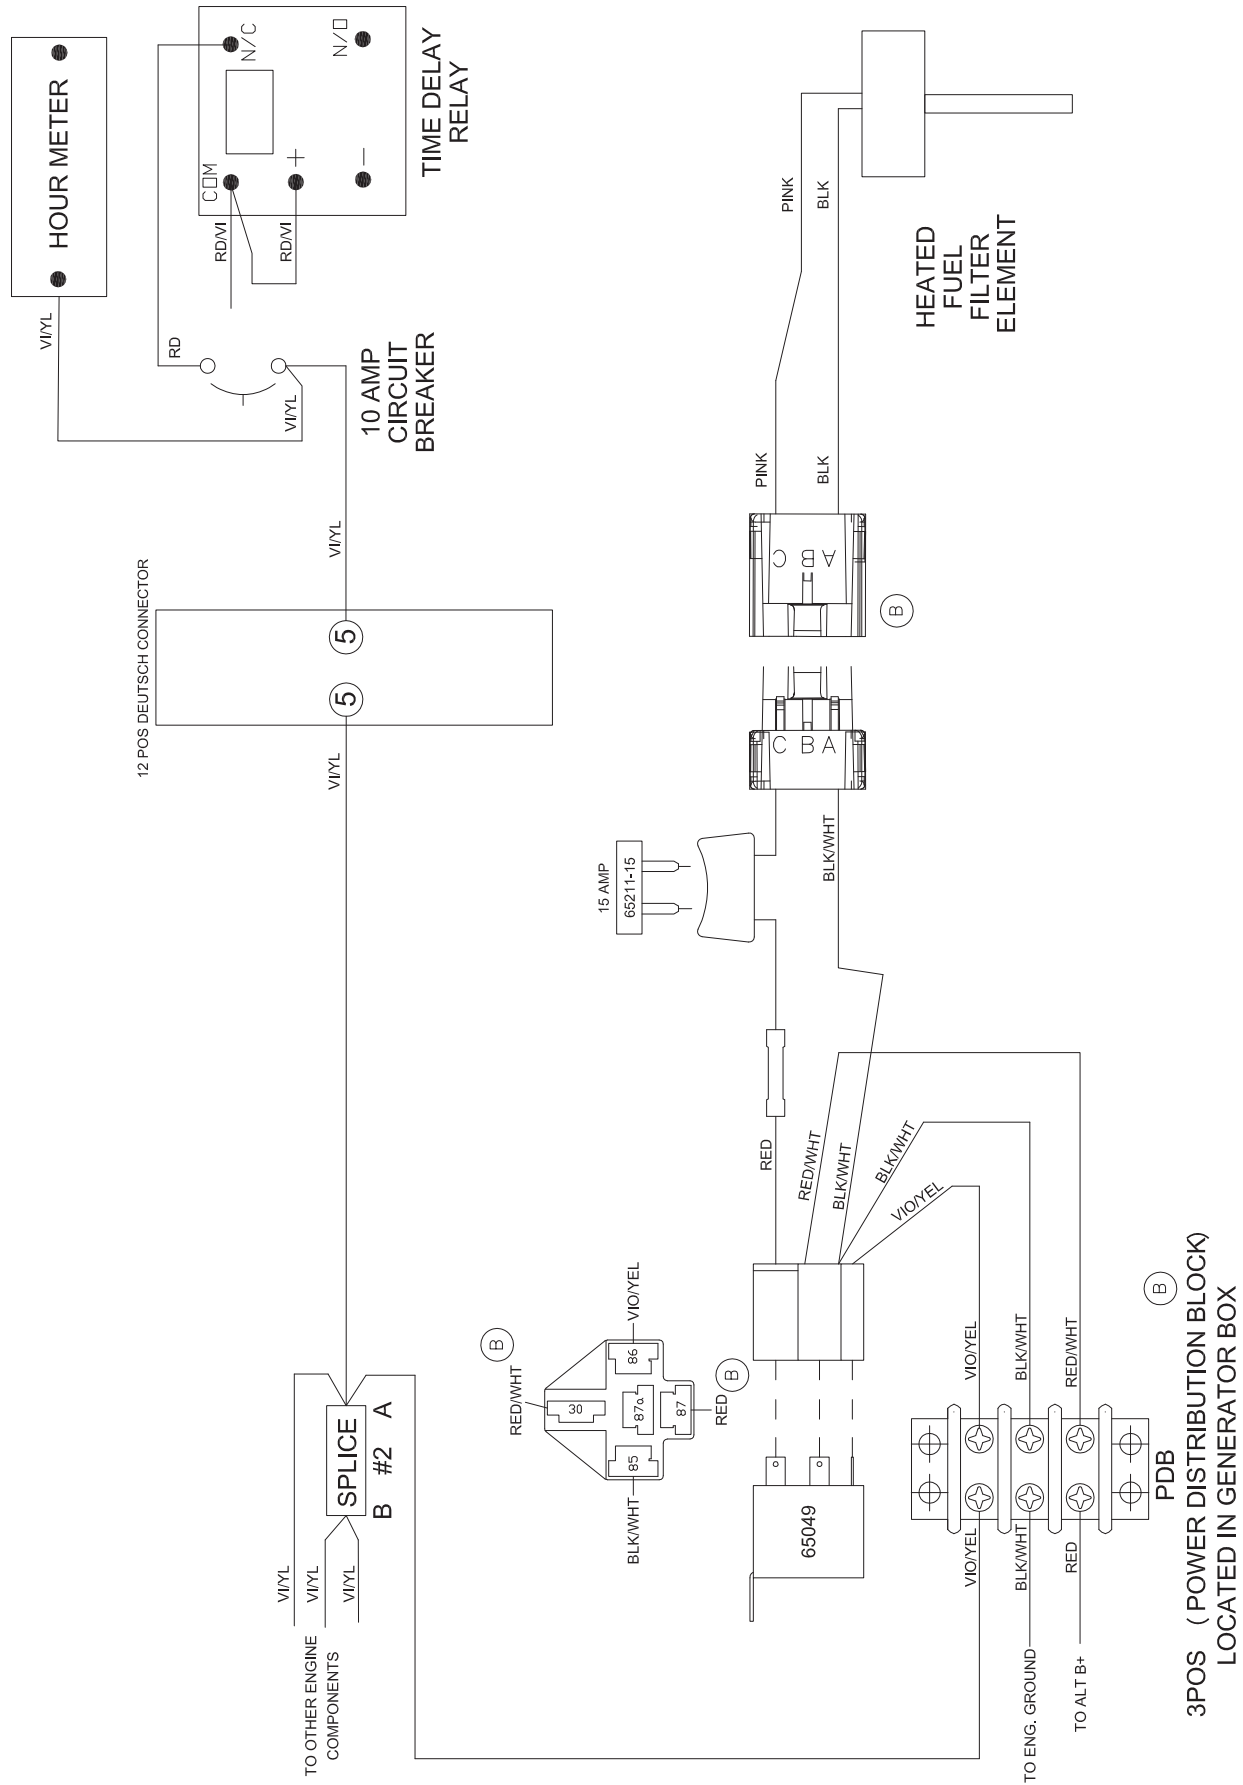 HOUR METER
VI/YL
N/C
N/O
COM
+
–
RD/VI
RD/VI
TIME DELAY
RELAY
RD
VI/YL
10 AMP
CIRCUIT
BREAKER
VI/YL
12 POS DEUTSCH CONNECTOR
5
5
VI/YL
SPLICE
B #2 A
VI/YL
VI/YL
VI/YL
TO OTHER ENGINE
COMPONENTS
HEATED
FUEL
FILTER
ELEMENT
PINK
BLK
PINK
BLK
C B A
B
C B A
15 AMP
65211-15
BLK/WHT
RED
RED/WHT
BLK/WHT
BLK/WHT
VIO/YEL
B
RED/WHT
VIO/YEL
86
30
87a
87
85
RED
BLK/WHT
B
65049
VIO/YEL
BLK/WHT
RED/WHT
VIO/YEL
BLK/WHT
RED
TO ENG. GROUND
TO ALT B+
PDB
B
3POS ( POWER DISTRIBUTION BLOCK)
LOCATED IN GENERATOR BOX